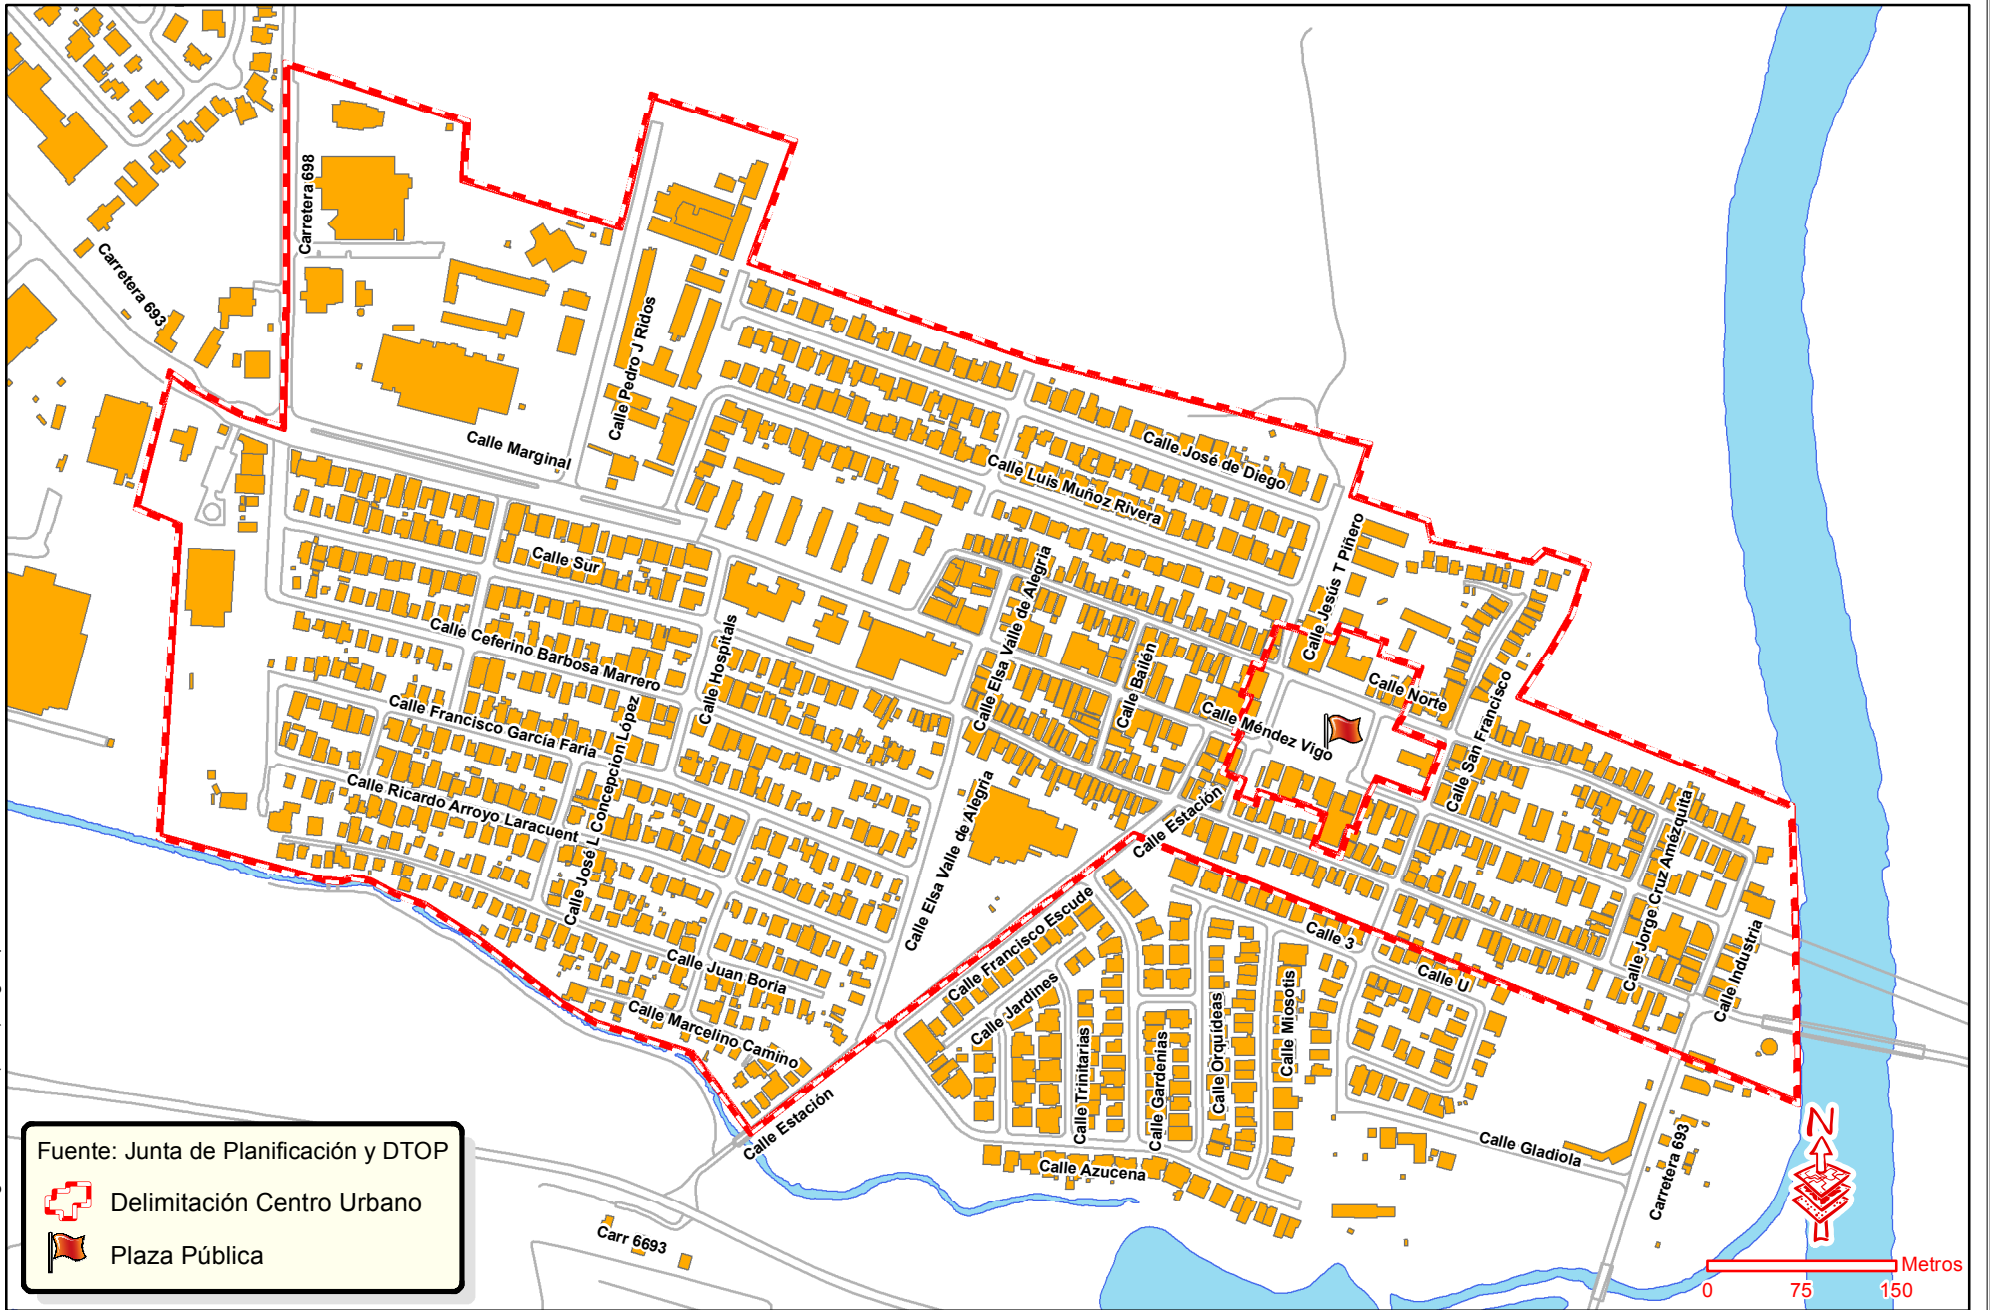 Carretera 698
Carretera 693
Calle Pedro J Ridos
Calle Marginal
Calle José de Diego
Calle Luis Muñoz Rivera
Calle Sur
Calle Jesús T Piñero
Calle Elsa Valle de Alegría
Calle Ceferino Barbosa Marrero
Calle Hospitals
Calle Bailén
Calle Norte
Calle Méndez Vigo
Calle San Francisco
Calle Francisco García Faria
Calle José L Concepcion López
Calle Ricardo Arroyo Laracuent
Calle Elsa Valle de Alegria
Calle Estación
Calle Jorge Cruz Amézquita
Calle Francisco Escude
Calle 3
Calle U
Calle Industria
Calle Juan Boria
Calle Marcelino Camino
Calle Jardines
Calle Trinitarias
Calle Gardenias
Calle Orquídeas
Calle Miosotis
Calle Estación
Calle Azucena
Calle Gladiola
Carretera 693
Carr 6693
Fuente: Junta de Planificación y DTOP
Delimitación Centro Urbano
Plaza Pública
N
Metros
0 75 150